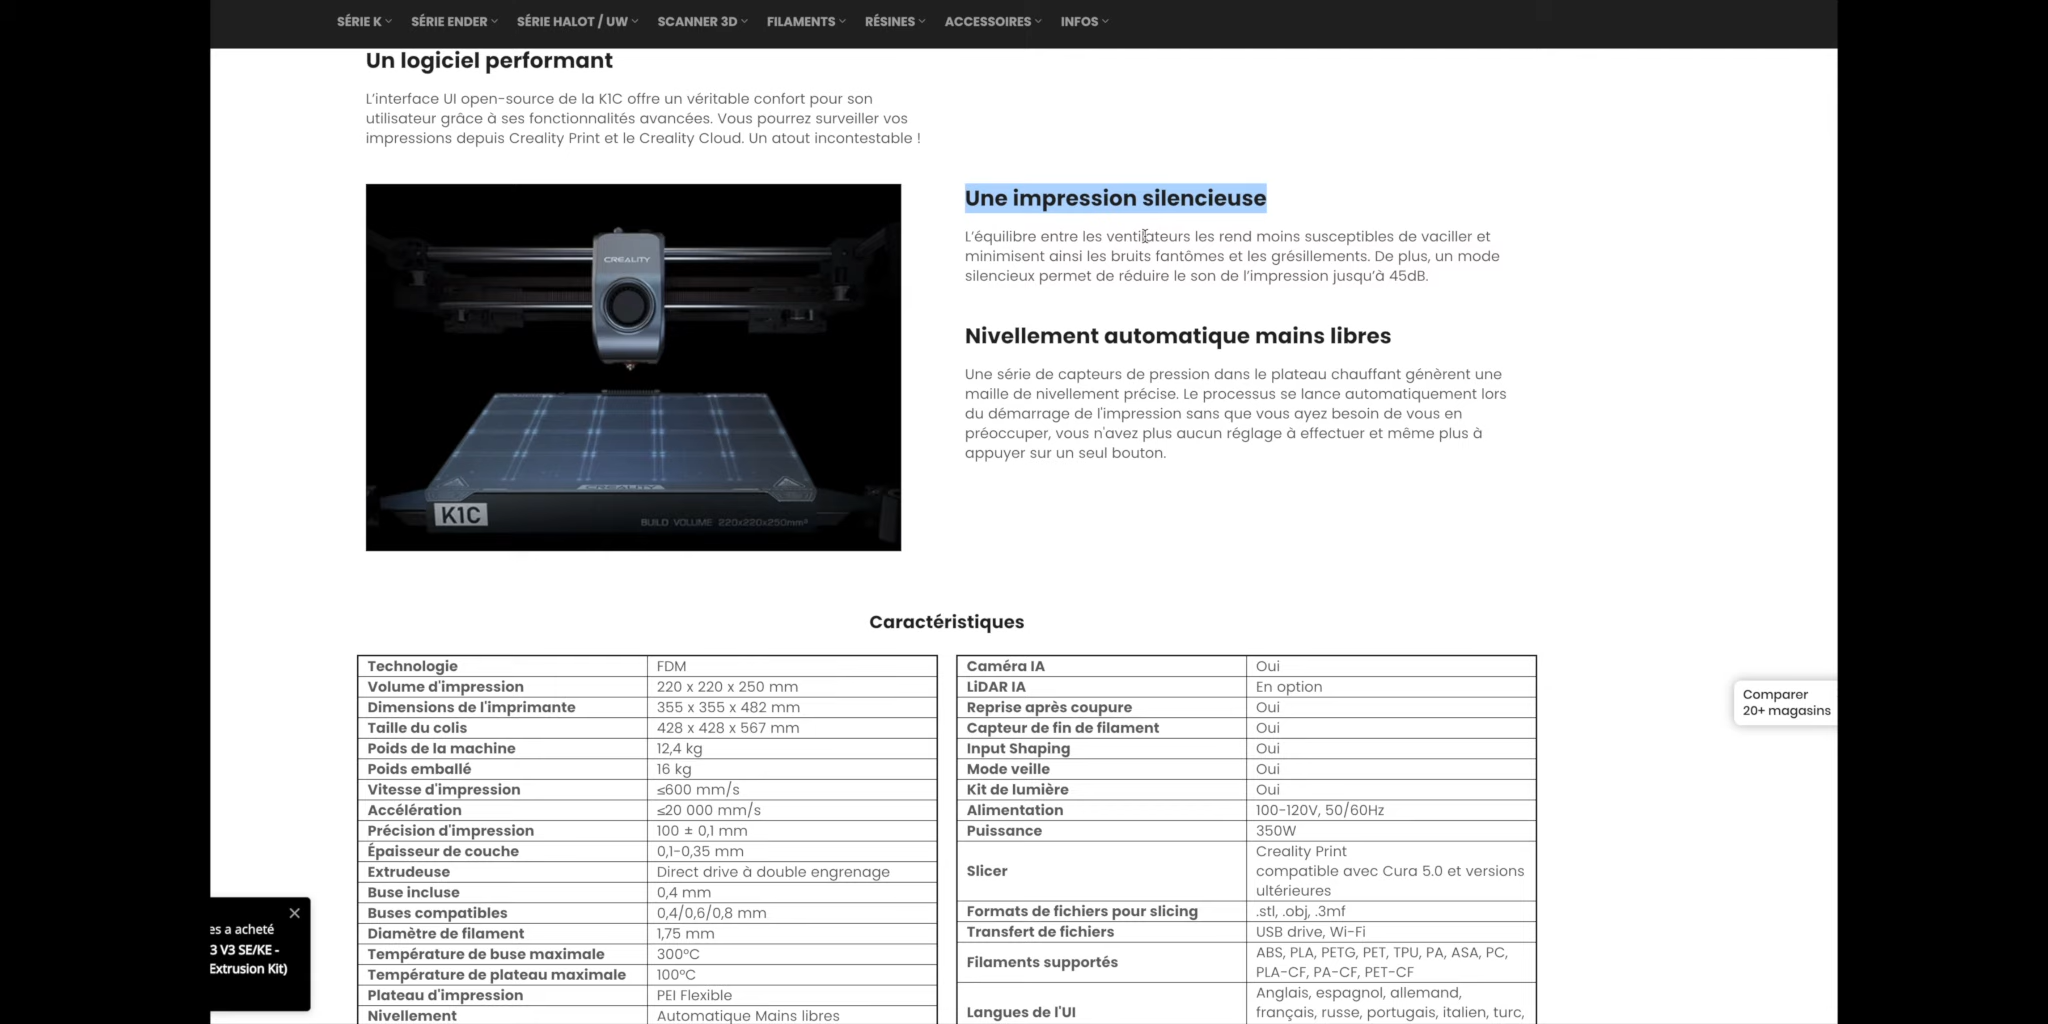 SÉRIE K
SÉRIE ENDER
SÉRIE HALOT / UW
SCANNER 3D
FILAMENTS
RÉSINES
ACCESSOIRES
INFOS
Un logiciel performant
L’interface UI open-source de la K1C offre un véritable confort pour son
utilisateur grâce à ses fonctionnalités avancées. Vous pourrez surveiller vos
impressions depuis Creality Print et le Creality Cloud. Un atout incontestable !
CREALITY
CREALITY
K1C
BUILD VOLUME 220x220x250mm³
Une impression silencieuse
L’équilibre entre les ventilateurs les rend moins susceptibles de vaciller et
minimisent ainsi les bruits fantômes et les grésillements. De plus, un mode
silencieux permet de réduire le son de l’impression jusqu’à 45dB.
Nivellement automatique mains libres
Une série de capteurs de pression dans le plateau chauffant génèrent une
maille de nivellement précise. Le processus se lance automatiquement lors
du démarrage de l'impression sans que vous ayez besoin de vous en
préoccuper, vous n'avez plus aucun réglage à effectuer et même plus à
appuyer sur un seul bouton.
Caractéristiques
Technologie FDM
Volume d'impression 220 x 220 x 250 mm
Dimensions de l'imprimante 355 x 355 x 482 mm
Taille du colis 428 x 428 x 567 mm
Poids de la machine 12,4 kg
Poids emballé 16 kg
Vitesse d'impression ≤600 mm/s
Accélération ≤20 000 mm/s
Précision d'impression 100 ± 0,1 mm
Épaisseur de couche 0,1-0,35 mm
Extrudeuse Direct drive à double engrenage
Buse incluse 0,4 mm
Buses compatibles 0,4/0,6/0,8 mm
Diamètre de filament 1,75 mm
Température de buse maximale 300°C
Température de plateau maximale 100°C
Plateau d'impression PEI Flexible
Nivellement Automatique Mains libres
Caméra IA Oui
LiDAR IA En option
Reprise après coupure Oui
Capteur de fin de filament Oui
Input Shaping Oui
Mode veille Oui
Kit de lumière Oui
Alimentation 100-120V, 50/60Hz
Puissance 350W
Slicer Creality Print
compatible avec Cura 5.0 et versions
ultérieures
Formats de fichiers pour slicing .stl, .obj, .3mf
Transfert de fichiers USB drive, Wi-Fi
Filaments supportés ABS, PLA, PETG, PET, TPU, PA, ASA, PC,
PLA-CF, PA-CF, PET-CF
Langues de l'UI Anglais, espagnol, allemand,
français, russe, portugais, italien, turc,
Comparer
20+ magasins
es a acheté
3 V3 SE/KE -
Extrusion Kit)